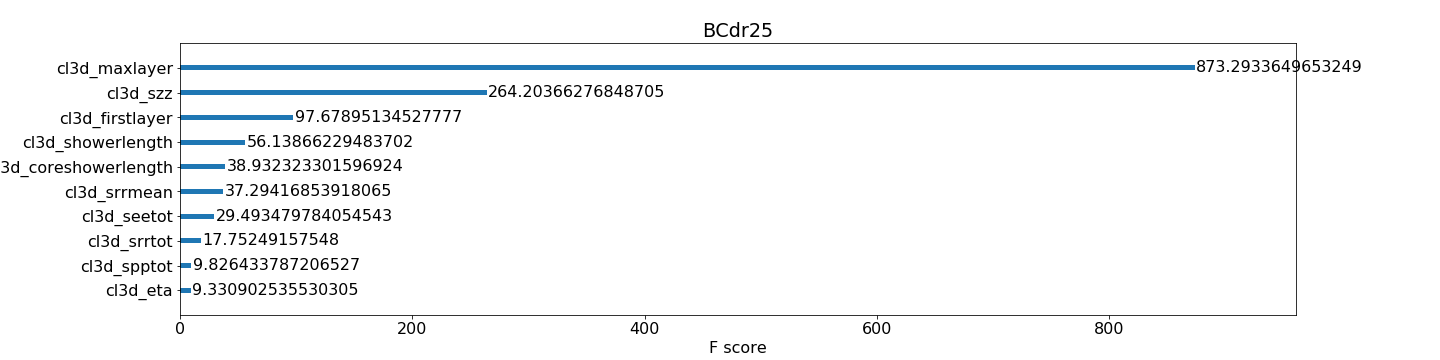 BCdr25
cl3d_maxlayer 873.2933649653249
cl3d_szz 264.20366276848705
cl3d_firstlayer 97.67895134527777
cl3d_showerlength 56.13866229483702
3d_coreshowerlength 38.932323301596924
cl3d_srrmean 37.29416853918065
cl3d_seetot 29.493479784054543
cl3d_srrtot 17.75249157548
cl3d_spptot 9.826433787206527
cl3d_eta 9.330902535530305
0 200 400 600 800
F score